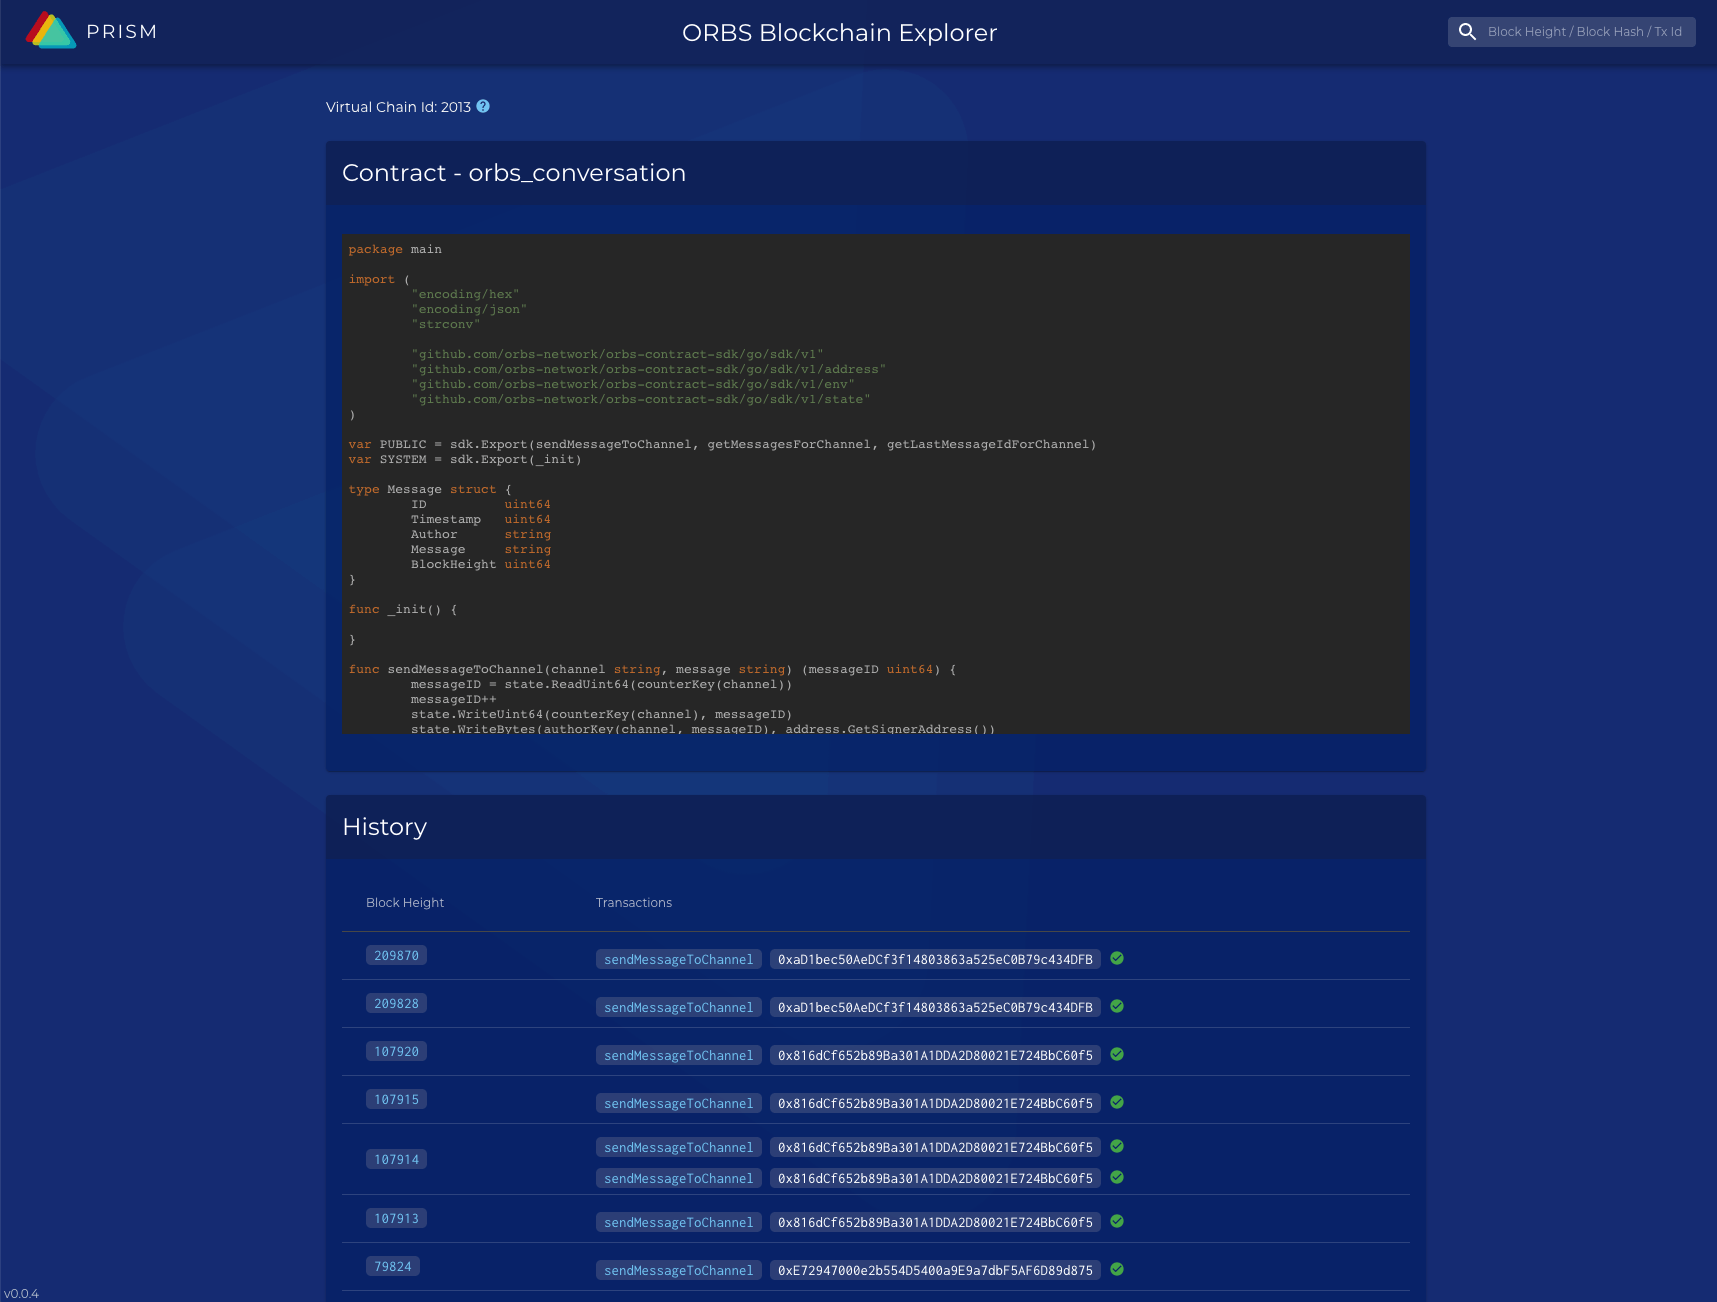 PRISM
ORBS Blockchain Explorer
Block Height / Block Hash / Tx Id
Virtual Chain Id: 2013 ?
Contract - orbs_conversation
package main
import (
"encoding/hex"
"encoding/json"
"strconv"
"github.com/orbs-network/orbs-contract-sdk/go/sdk/v1"
"github.com/orbs-network/orbs-contract-sdk/go/sdk/v1/address"
"github.com/orbs-network/orbs-contract-sdk/go/sdk/v1/env"
"github.com/orbs-network/orbs-contract-sdk/go/sdk/v1/state"
)
var PUBLIC = sdk.Export(sendMessageToChannel, getMessagesForChannel, getLastMessageIdForChannel)
var SYSTEM = sdk.Export(_init)
type Message struct {
ID uint64
Timestamp uint64
Author string
Message string
BlockHeight uint64
}
func _init() {
}
func sendMessageToChannel(channel string, message string) (messageID uint64) {
messageID = state.ReadUint64(counterKey(channel))
messageID++
state.WriteUint64(counterKey(channel), messageID)
state.WriteBytes(authorKey(channel, messageID), address.GetSignerAddress())
History
Block Height Transactions
209870 sendMessageToChannel 0xaD1bec50AeDCf3f14803863a525eC0B79c434DFB
209828 sendMessageToChannel 0xaD1bec50AeDCf3f14803863a525eC0B79c434DFB
107920 sendMessageToChannel 0x816dCf652b89Ba301A1DDA2D80021E724BbC60f5
107915 sendMessageToChannel 0x816dCf652b89Ba301A1DDA2D80021E724BbC60f5
107914 sendMessageToChannel 0x816dCf652b89Ba301A1DDA2D80021E724BbC60f5
sendMessageToChannel 0x816dCf652b89Ba301A1DDA2D80021E724BbC60f5
107913 sendMessageToChannel 0x816dCf652b89Ba301A1DDA2D80021E724BbC60f5
79824 sendMessageToChannel 0xE72947000e2b554D5400a9E9a7dbF5AF6D89d875
v0.0.4